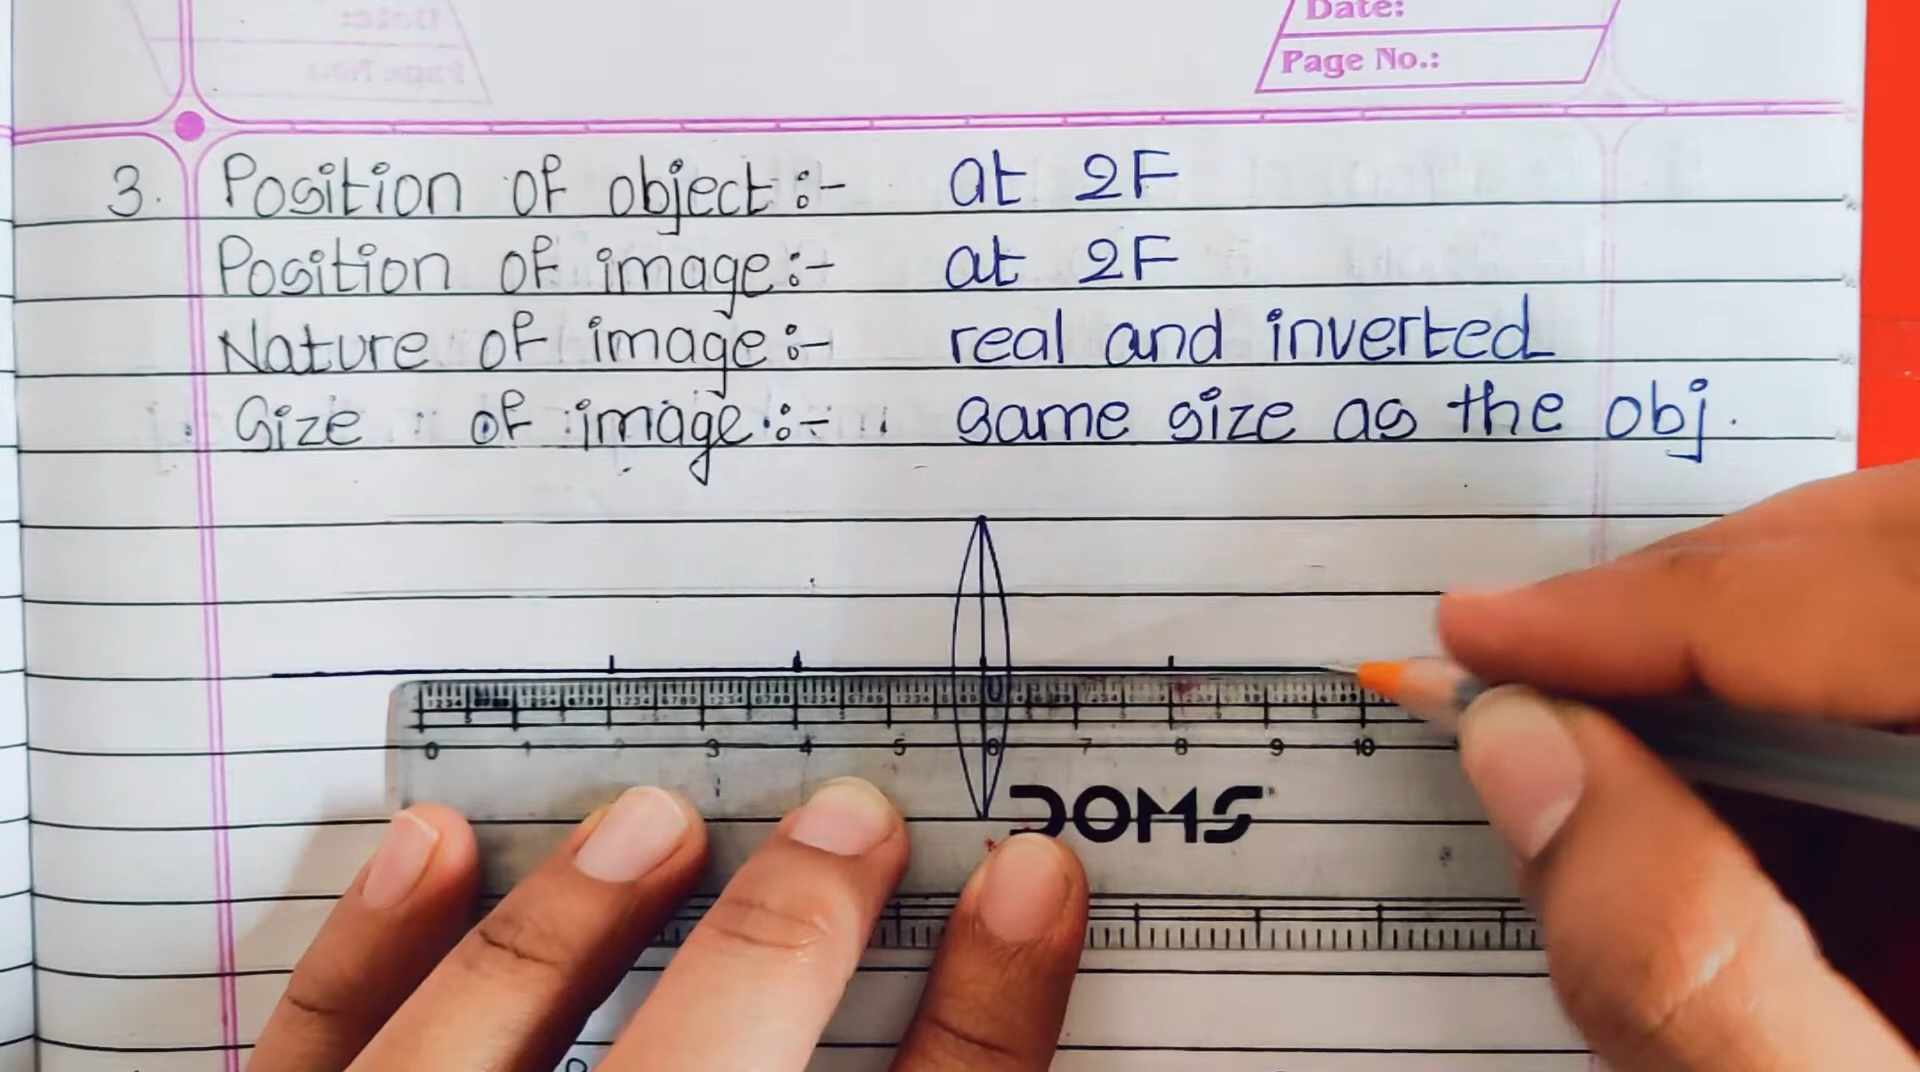 Date:
Page No.:
3. Position of object:- at 2F
Position of image:- at 2F
Nature of image:- real and inverted
Size of image:- same size as the obj.
0 1 2 3 4 5 6 7 8 9 10
DOMS